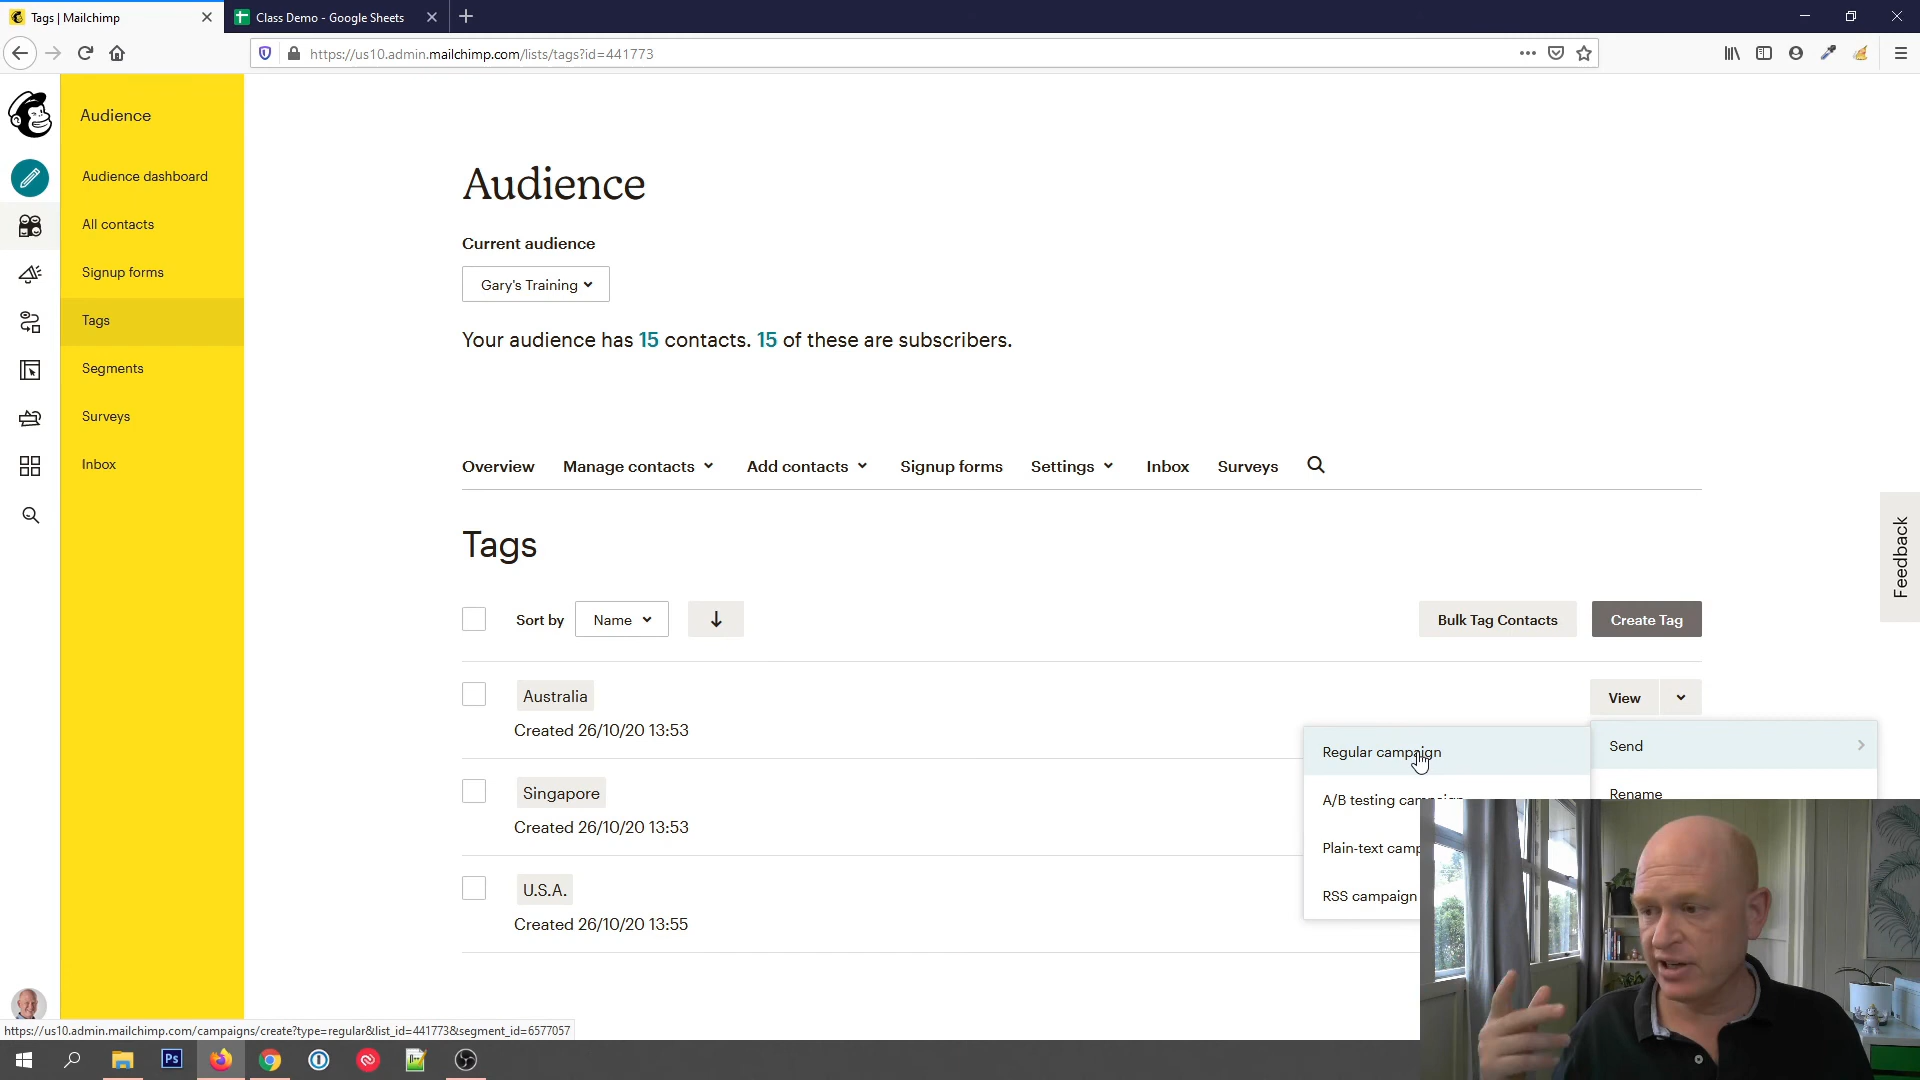 Tags | Mailchimp
Class Demo - Google Sheets
https://us10.admin.mailchimp.com/lists/tags?id=441773
Audience
Audience dashboard
All contacts
Signup forms
Tags
Segments
Surveys
Inbox
Audience
Current audience
Gary's Training
Your audience has 15 contacts. 15 of these are subscribers.
Overview
Manage contacts
Add contacts
Signup forms
Settings
Inbox
Surveys
Feedback
Tags
Sort by
Name
Bulk Tag Contacts
Create Tag
Australia
Created 26/10/20 13:53
View
Send
Rename
Regular campaign
A/B testing campaign
Plain-text camp
RSS campaign
Singapore
Created 26/10/20 13:53
U.S.A.
Created 26/10/20 13:55
https://us10.admin.mailchimp.com/campaigns/create?type=regular&list_id=441773&segment_id=6577057
Ps